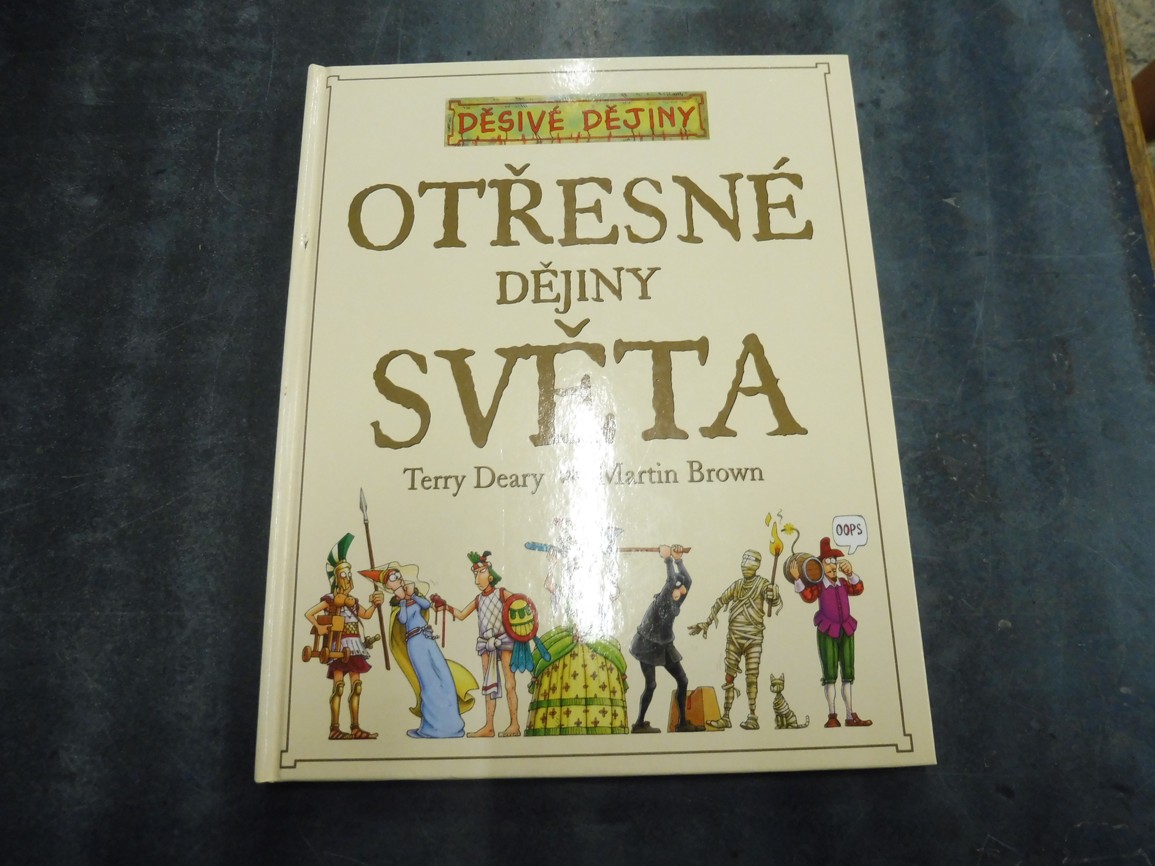 DĚSIVÉ DĚJINY
OTŘESNÉ
DĚJINY
SVĚTA
Terry Deary Martin Brown
OOPS